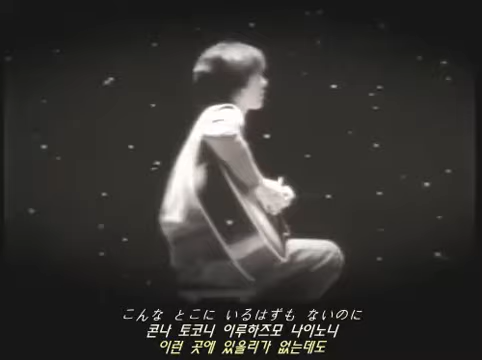 こんな とこに いるはずも ないのに
콘나 토코니 이루하즈모 나이노니
이런 곳에 있을리가 없는데도